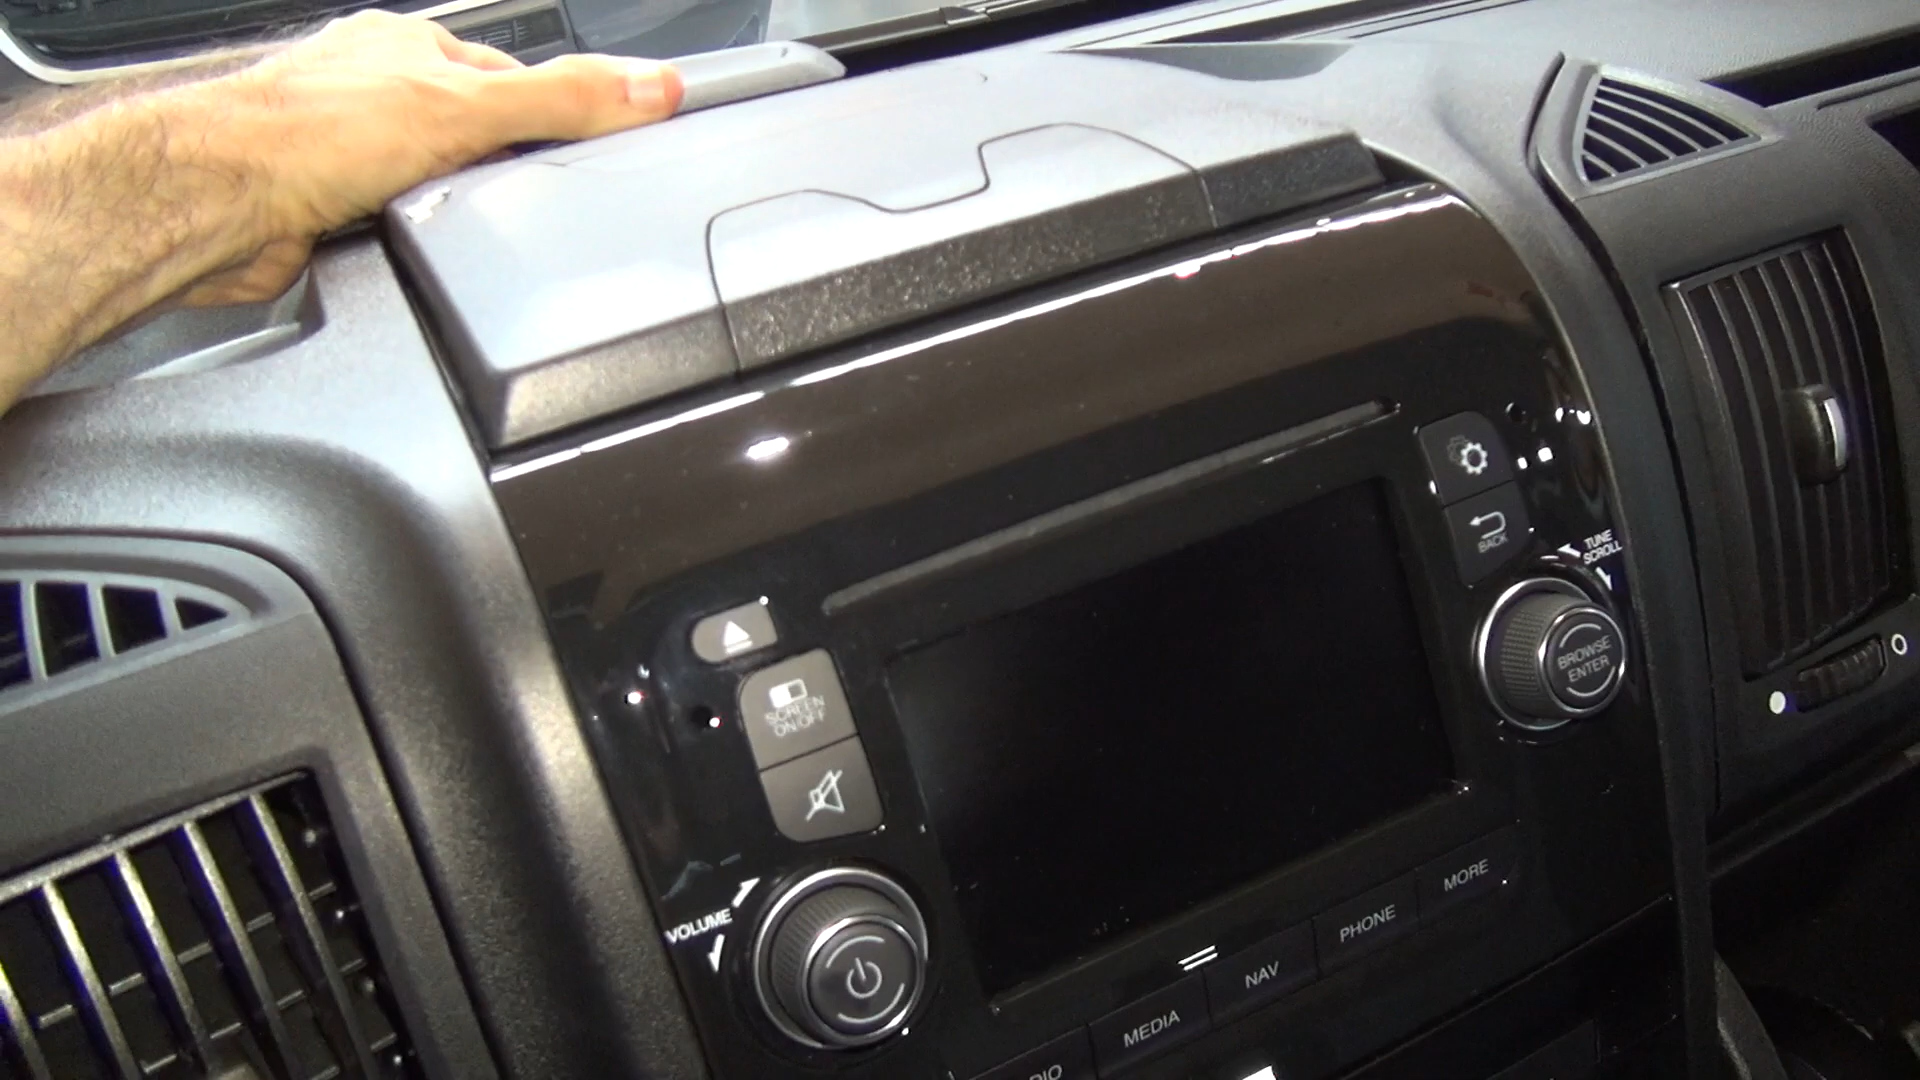 BACK
TUNE
SCROLL
BROWSE
ENTER
SCREEN
ON/OFF
VOLUME
MORE
PHONE
NAV
MEDIA